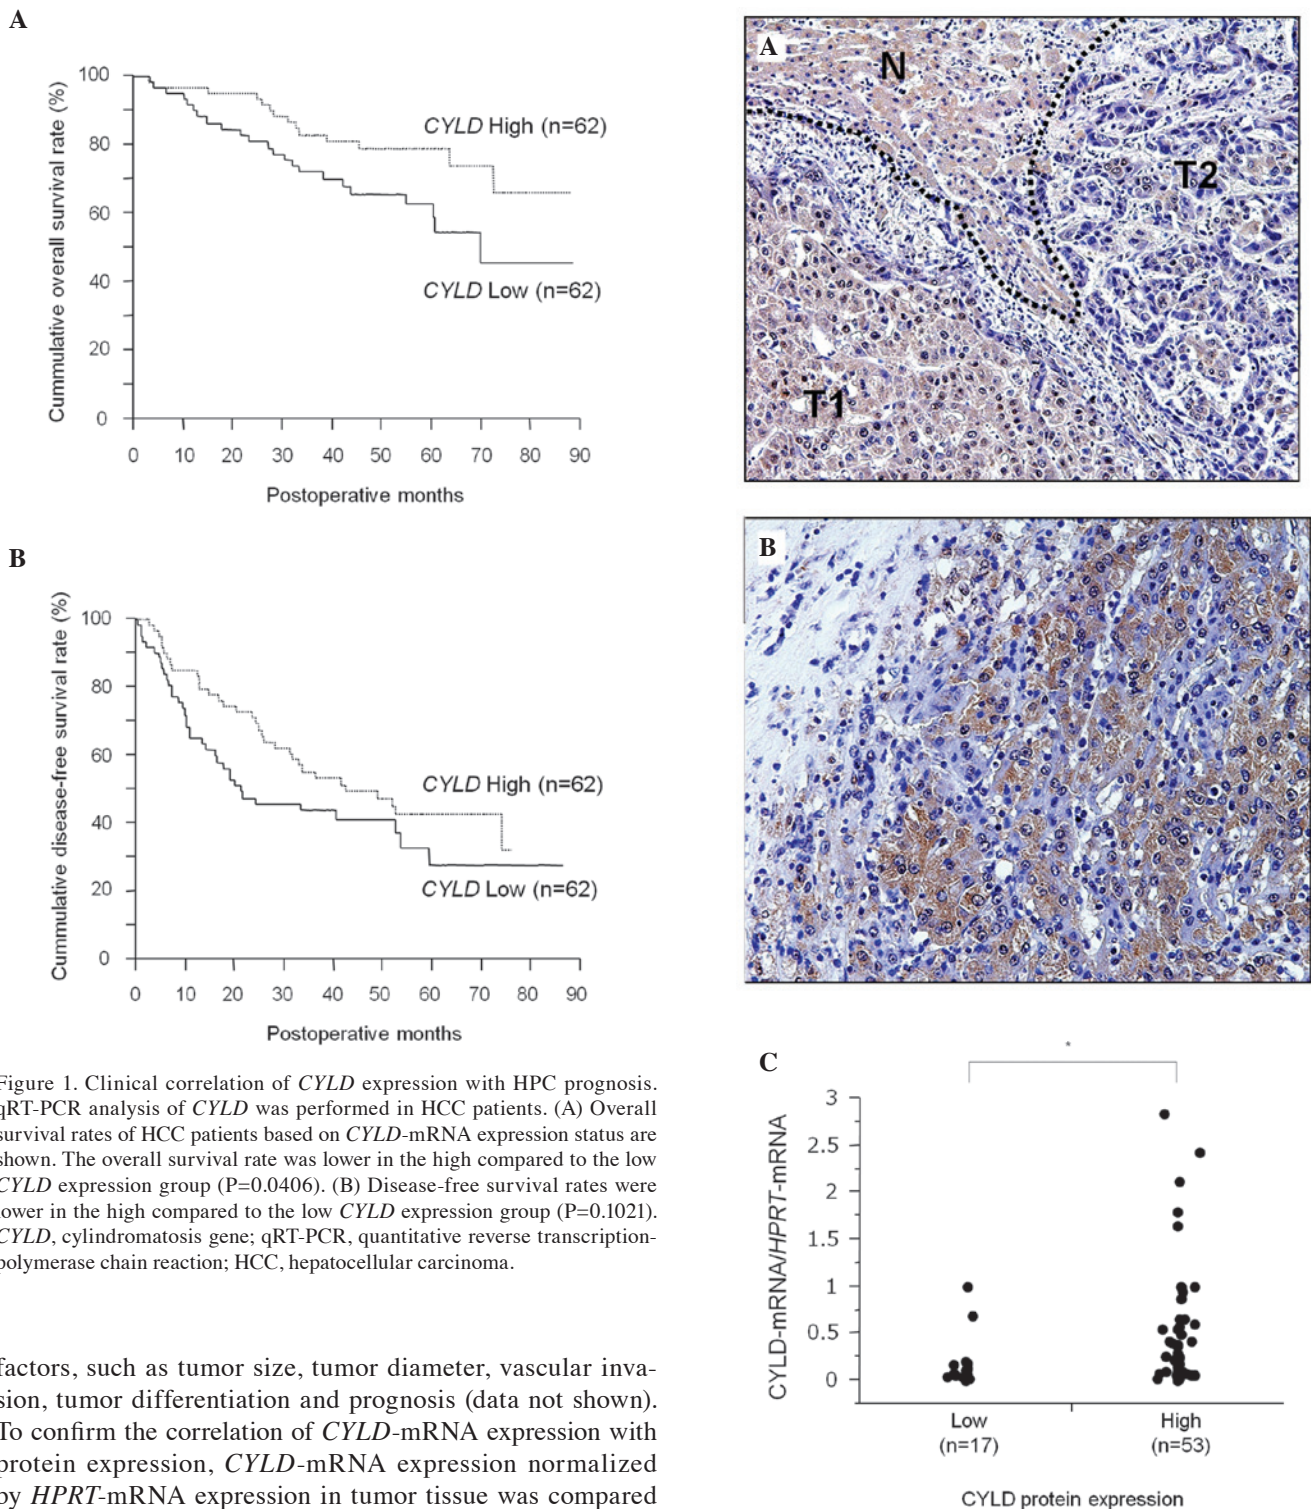 A
100
80
60
40
20
0
Cummulative overall survival rate (%)
CYLD High (n=62)
CYLD Low (n=62)
0 10 20 30 40 50 60 70 80 90
Postoperative months
B
100
80
60
40
20
0
Cummulative disease-free survival rate (%)
CYLD High (n=62)
CYLD Low (n=62)
0 10 20 30 40 50 60 70 80 90
Postoperative months
Figure 1. Clinical correlation of CYLD expression with HPC prognosis.
qRT-PCR analysis of CYLD was performed in HCC patients. (A) Overall
survival rates of HCC patients based on CYLD-mRNA expression status are
shown. The overall survival rate was lower in the high compared to the low
CYLD expression group (P=0.0406). (B) Disease-free survival rates were
lower in the high compared to the low CYLD expression group (P=0.1021).
CYLD, cylindromatosis gene; qRT-PCR, quantitative reverse transcription-
polymerase chain reaction; HCC, hepatocellular carcinoma.
factors, such as tumor size, tumor diameter, vascular inva-
sion, tumor differentiation and prognosis (data not shown).
To confirm the correlation of CYLD-mRNA expression with
protein expression, CYLD-mRNA expression normalized
by HPRT-mRNA expression in tumor tissue was compared
A
N
T2
T1
B
C
*
3
2.5
2
1.5
1
0.5
0
CYLD-mRNA/HPRT-mRNA
Low High
(n=17) (n=53)
CYLD protein expression